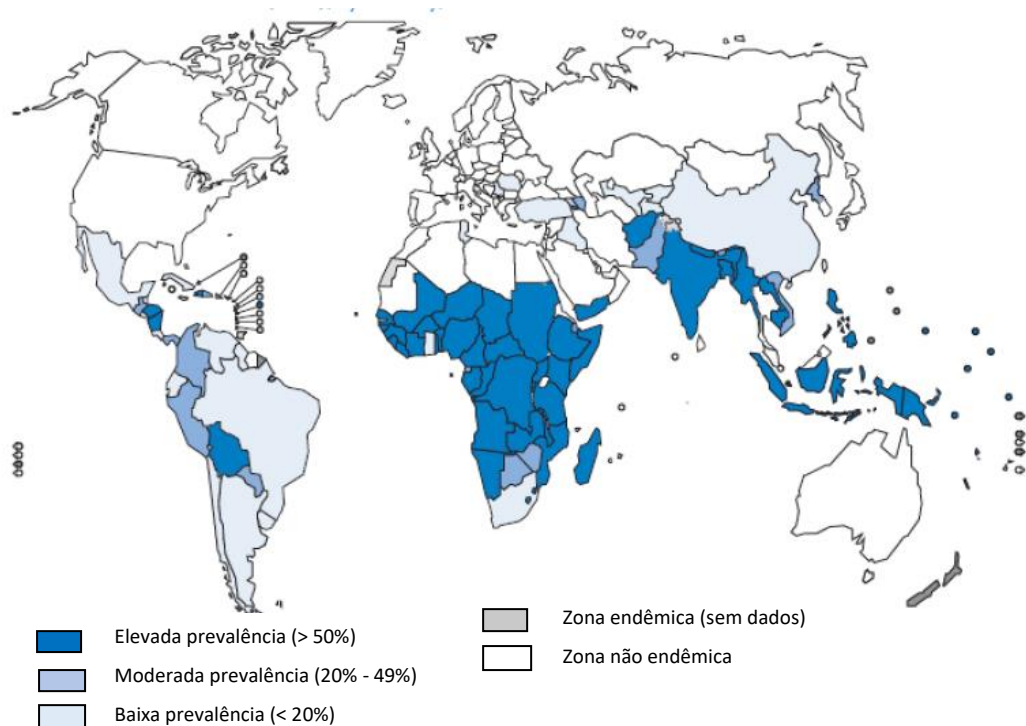 Elevada prevalência (> 50%)
Moderada prevalência (20% - 49%)
Baixa prevalência (< 20%)
Zona endêmica (sem dados)
Zona não endêmica